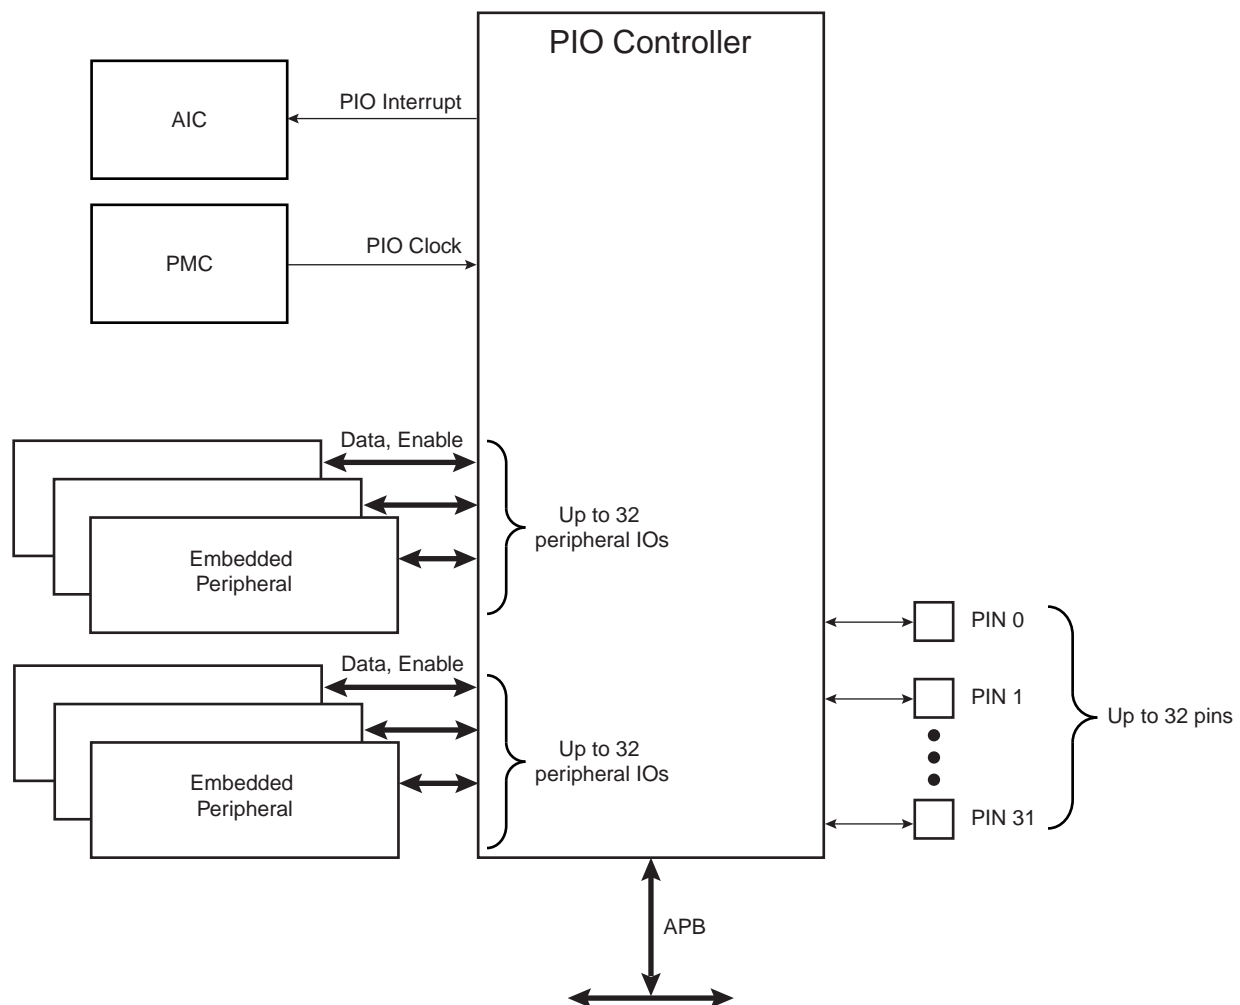 PIO Controller
PIO Interrupt
AIC
PIO Clock
PMC
Data, Enable
Up to 32
peripheral IOs
Embedded
Peripheral
PIN 0
Data, Enable
PIN 1
Up to 32 pins
Up to 32
peripheral IOs
Embedded
Peripheral
PIN 31
APB